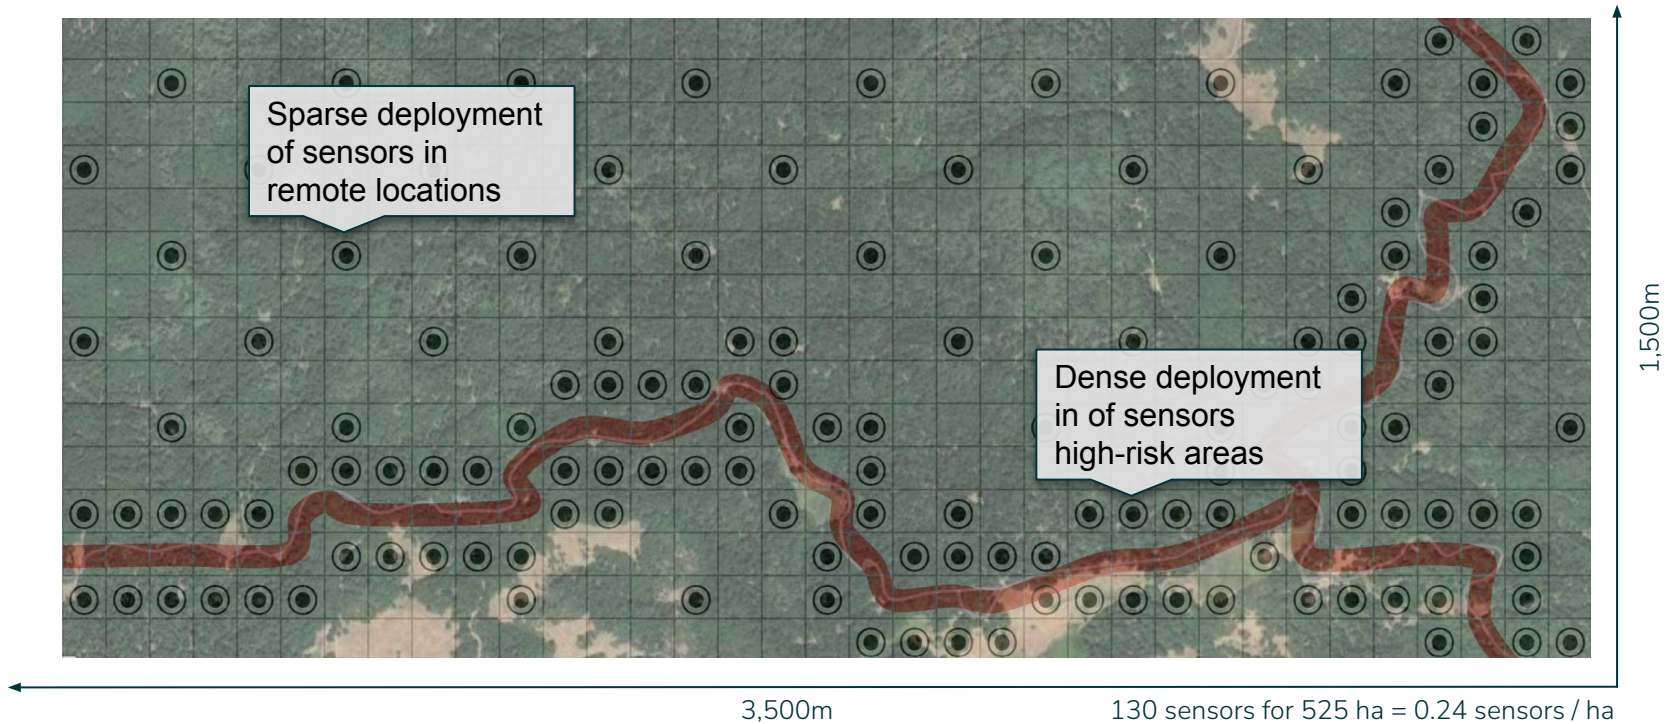 Sparse deployment
of sensors in
remote locations
Dense deployment
in of sensors
high-risk areas
1,500m
3,500m
130 sensors for 525 ha = 0.24 sensors / ha